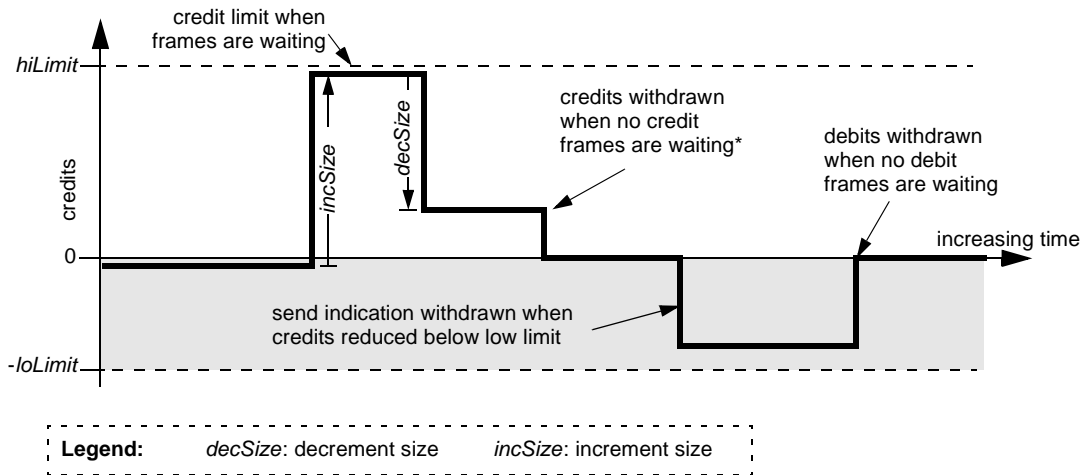 credit limit when
frames are waiting
hiLimit
credits withdrawn
when no credit
frames are waiting*
debits withdrawn
when no debit
frames are waiting
decSize
incSize
credits
increasing time
0
send indication withdrawn when
credits reduced below low limit
-loLimit
Legend: decSize: decrement size incSize: increment size